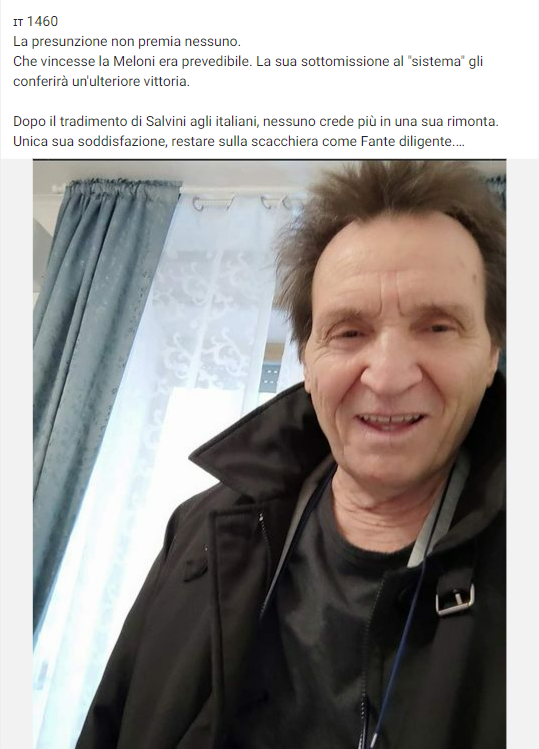 IT 1460
La presunzione non premia nessuno.
Che vincesse la Meloni era prevedibile. La sua sottomissione al "sistema" gli
conferirà un'ulteriore vittoria.
Dopo il tradimento di Salvini agli italiani, nessuno crede più in una sua rimonta.
Unica sua soddisfazione, restare sulla scacchiera come Fante diligente....